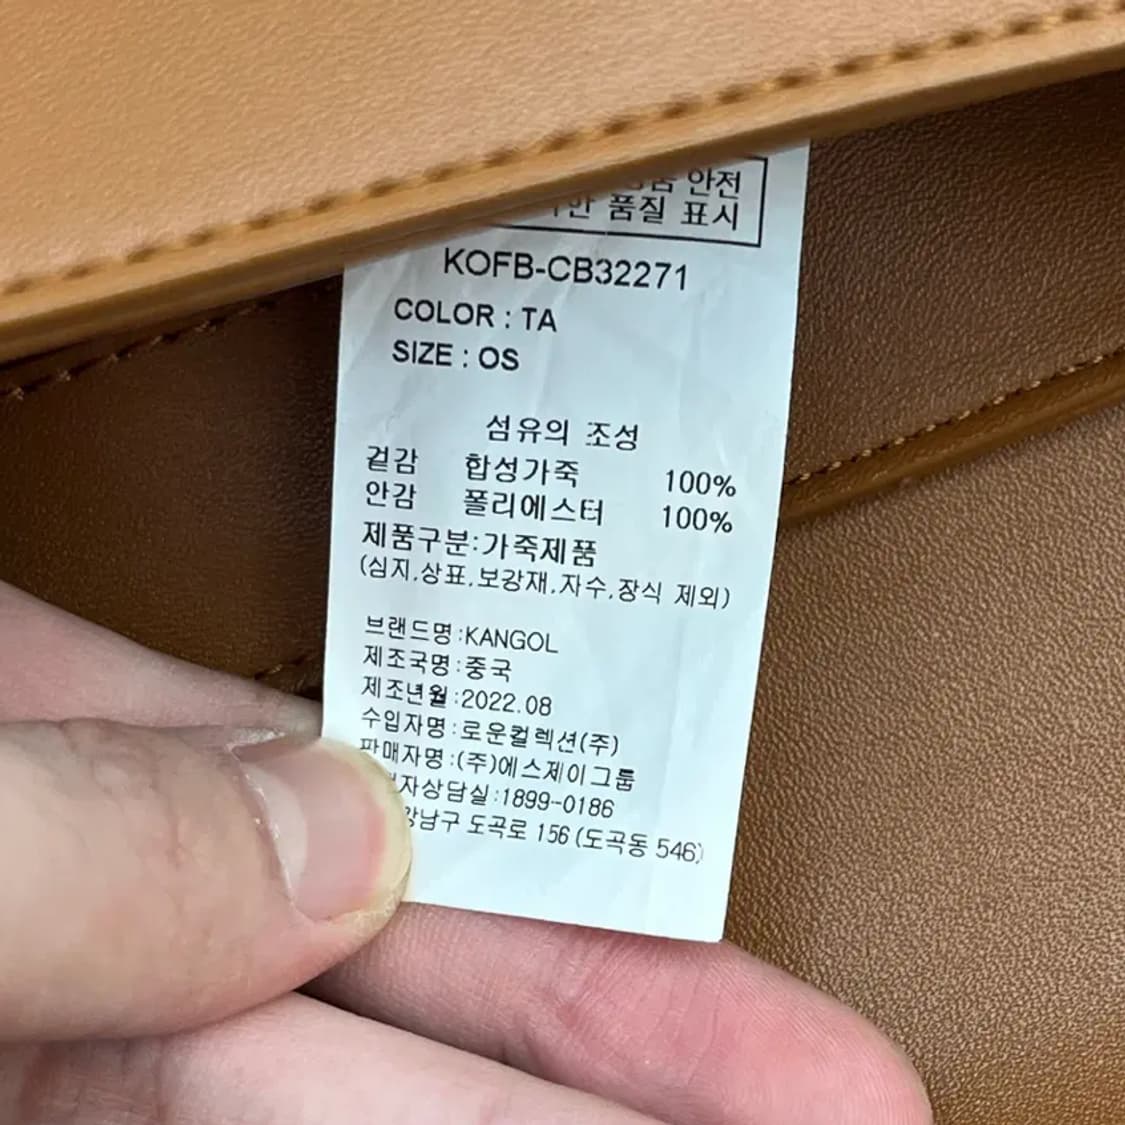 안전
품질 표시
KOFB-CB32271
COLOR : TA
SIZE : OS
섬유의 조성
겉감 합성가죽 100%
안감 폴리에스터 100%
제품구분:가죽제품
(심지,상표,보강재,자수,장식 제외)
브랜드명:KANGOL
제조국명:중국
제조년월:2022.08
수입자명:로운컬렉션(주)
판매자명:(주)에스제이그룹
자상담실:1899-0186
강남구 도곡로 156 (도곡동 546)